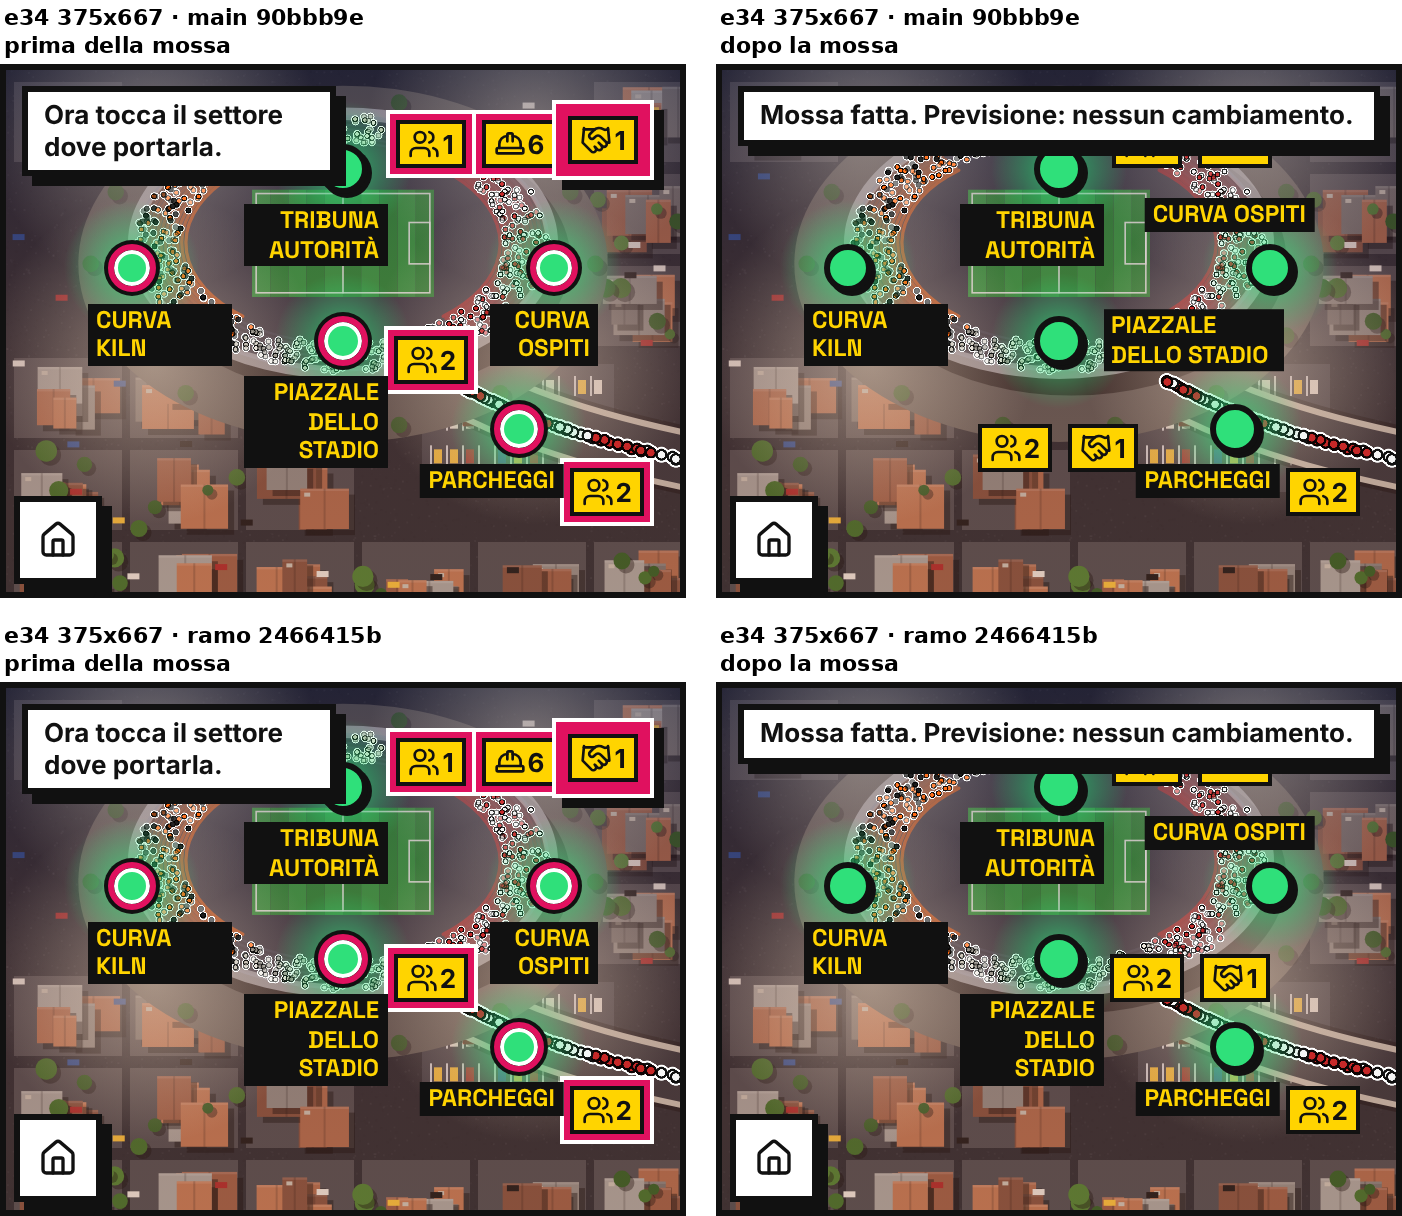 e34 375x667 · main 90bbb9e
prima della mossa
Ora tocca il settore
dove portarla.
1
6
1
TRIBUNA
AUTORITÀ
CURVA
KILN
CURVA
OSPITI
2
PIAZZALE
DELLO
STADIO
PARCHEGGI
2
e34 375x667 · main 90bbb9e
dopo la mossa
Mossa fatta. Previsione: nessun cambiamento.
CURVA OSPITI
TRIBUNA
AUTORITÀ
CURVA
KILN
PIAZZALE
DELLO STADIO
2
1
PARCHEGGI
2
e34 375x667 · ramo 2466415b
prima della mossa
Ora tocca il settore
dove portarla.
1
6
1
TRIBUNA
AUTORITÀ
CURVA
KILN
CURVA
OSPITI
2
PIAZZALE
DELLO
STADIO
PARCHEGGI
2
e34 375x667 · ramo 2466415b
dopo la mossa
Mossa fatta. Previsione: nessun cambiamento.
CURVA OSPITI
TRIBUNA
AUTORITÀ
CURVA
KILN
2
1
PIAZZALE
DELLO
STADIO
PARCHEGGI
2